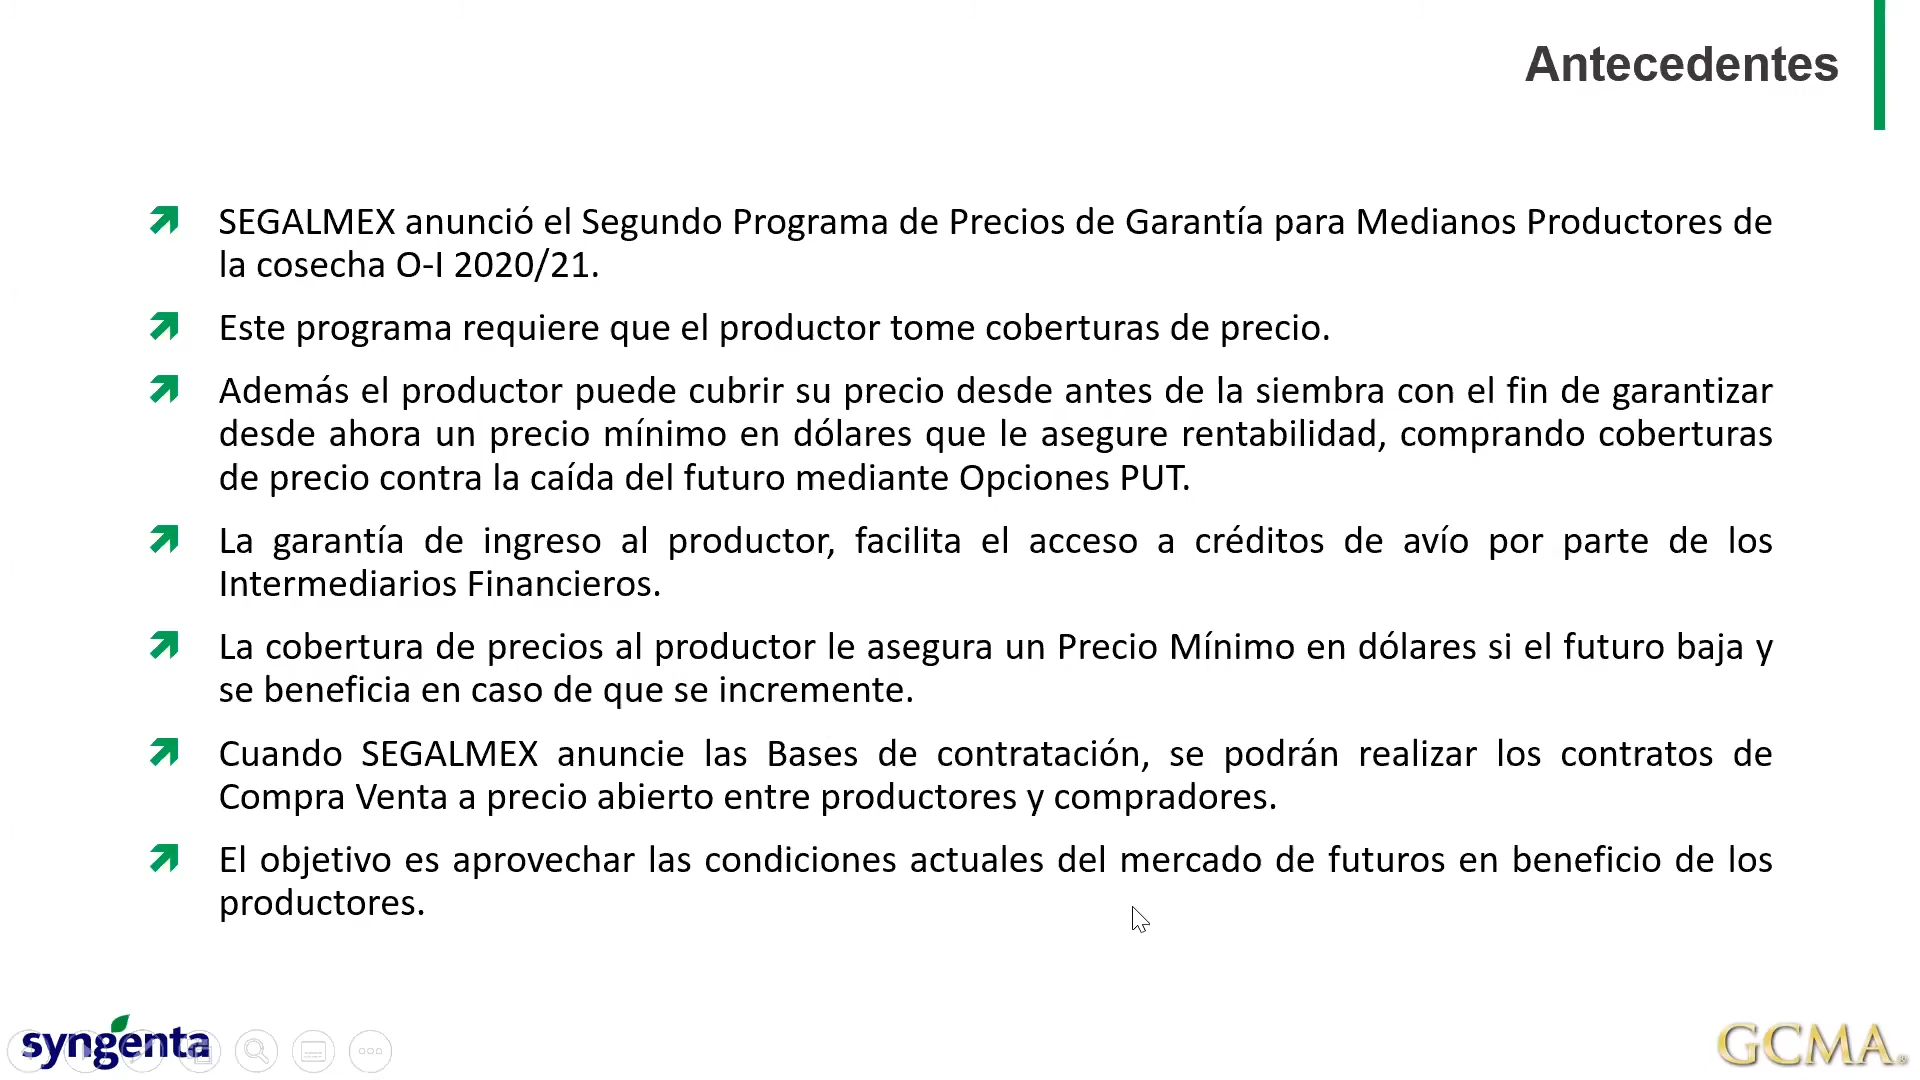 Antecedentes
SEGALMEX anunció el Segundo Programa de Precios de Garantía para Medianos Productores de
la cosecha O-I 2020/21.
Este programa requiere que el productor tome coberturas de precio.
Además el productor puede cubrir su precio desde antes de la siembra con el fin de garantizar
desde ahora un precio mínimo en dólares que le asegure rentabilidad, comprando coberturas
de precio contra la caída del futuro mediante Opciones PUT.
La garantía de ingreso al productor, facilita el acceso a créditos de avío por parte de los
Intermediarios Financieros.
La cobertura de precios al productor le asegura un Precio Mínimo en dólares si el futuro baja y
se beneficia en caso de que se incremente.
Cuando SEGALMEX anuncie las Bases de contratación, se podrán realizar los contratos de
Compra Venta a precio abierto entre productores y compradores.
El objetivo es aprovechar las condiciones actuales del mercado de futuros en beneficio de los
productores.
syngenta
GCMA®